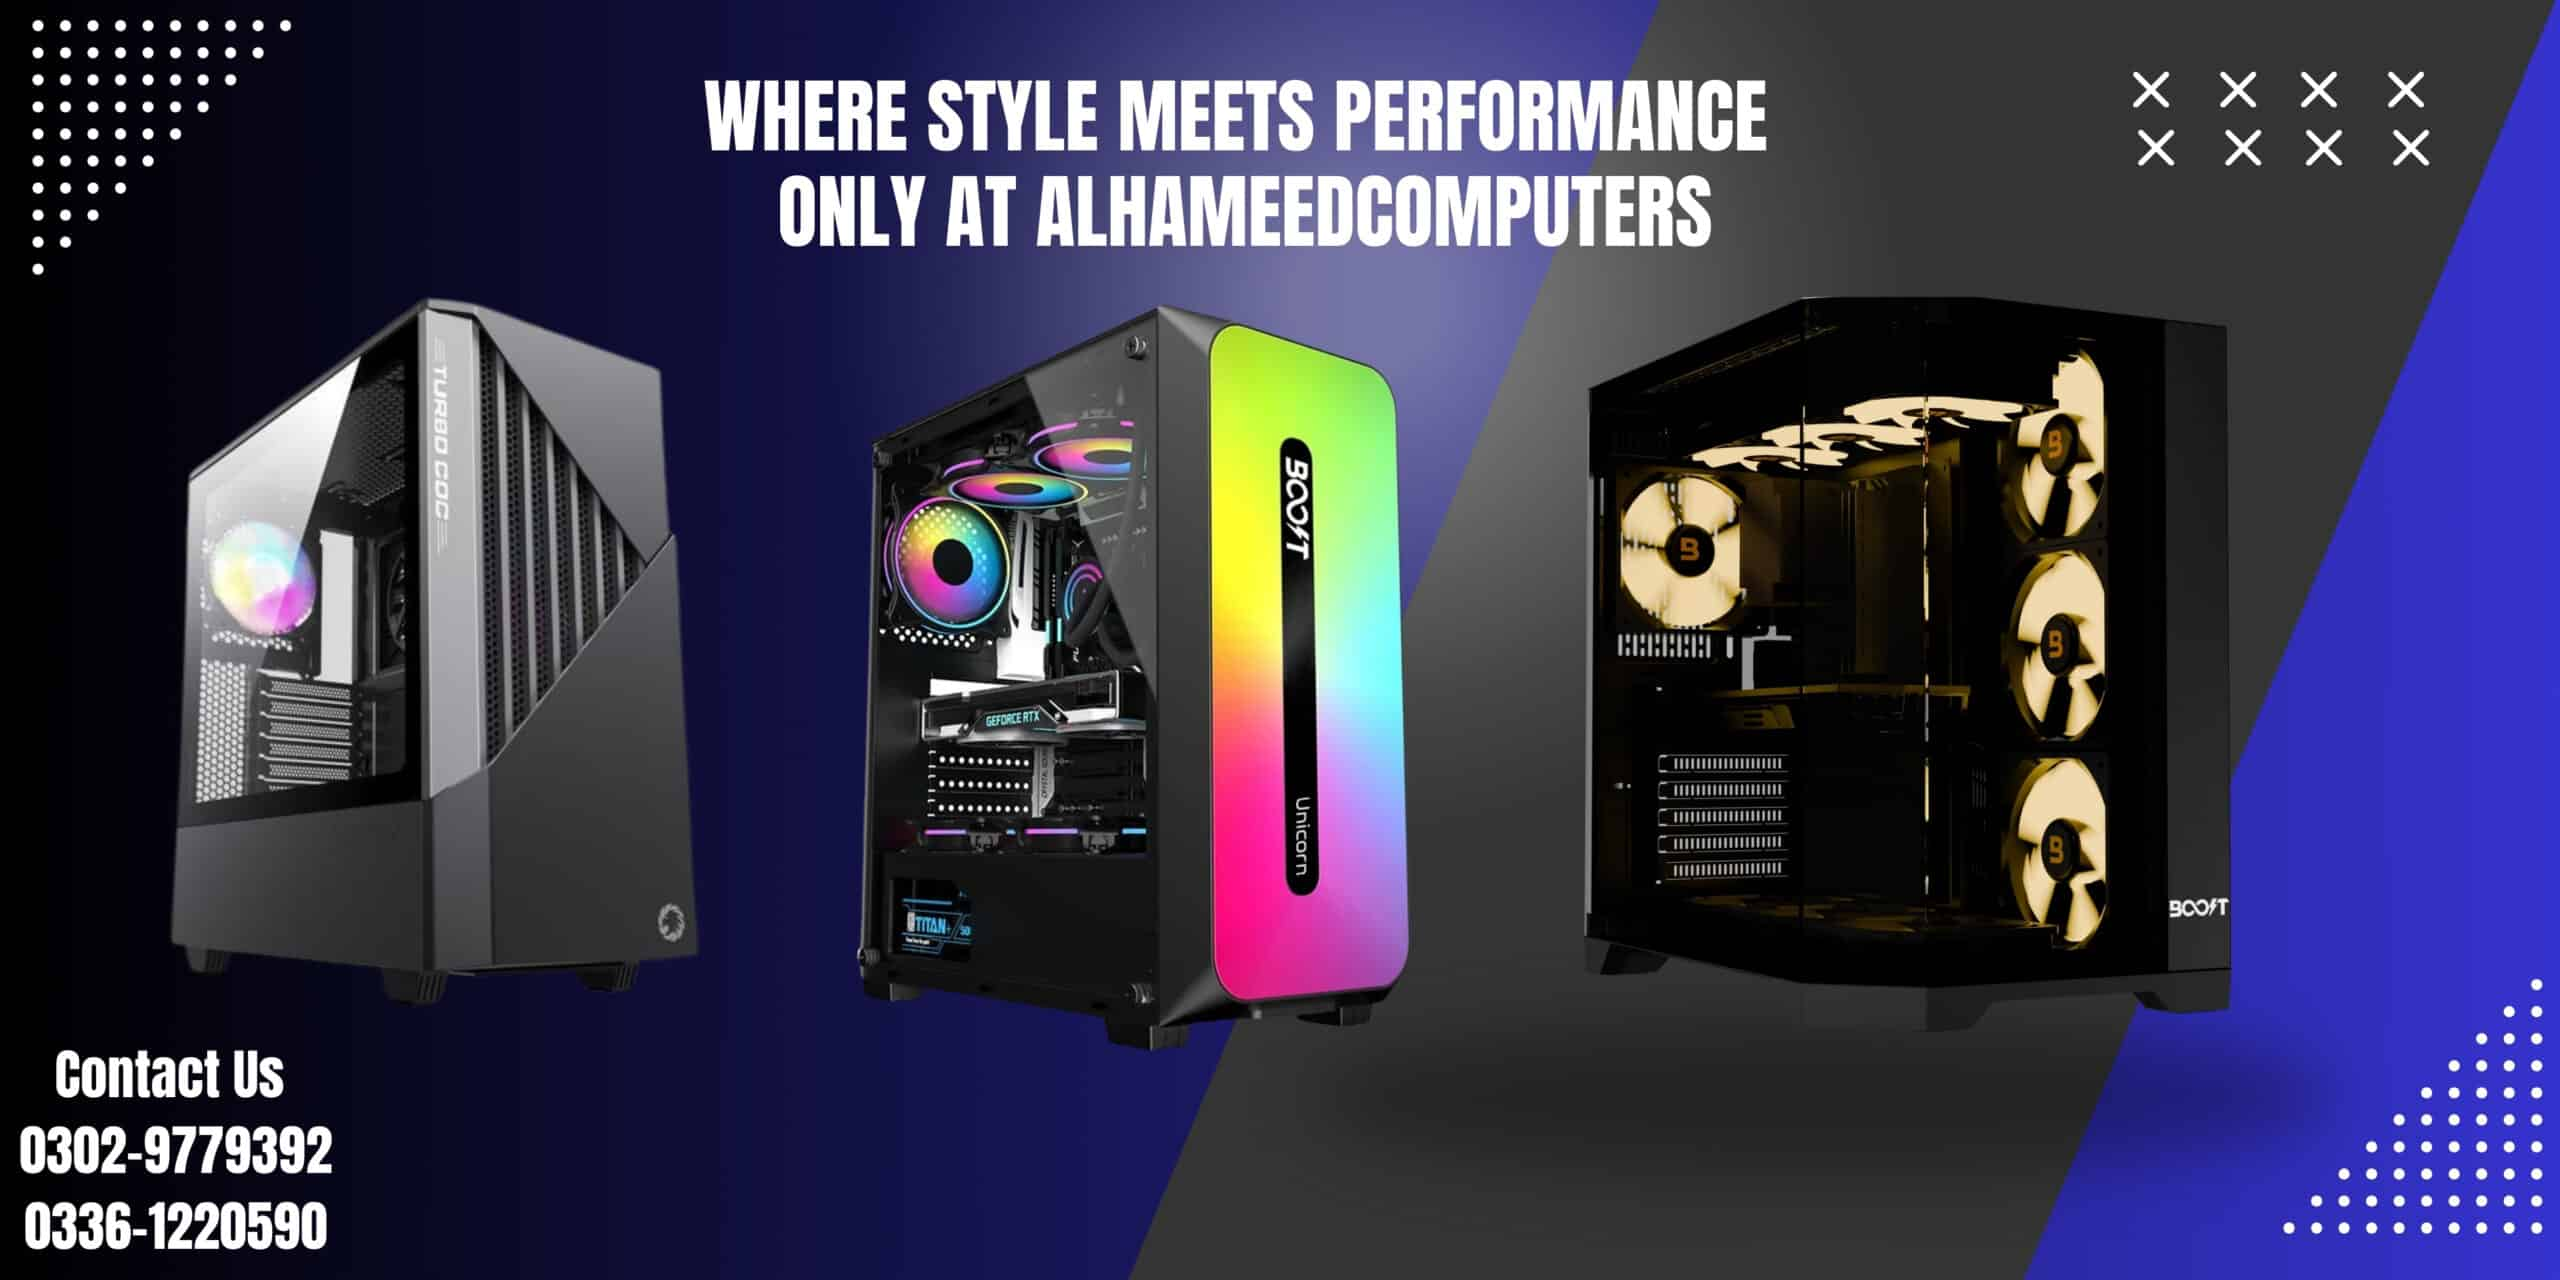 WHERE STYLE MEETS PERFORMANCE
ONLY AT ALHAMEEDCOMPUTERS
TURBO COC
BOOST
Unicorn
GEFORCE RTX
TITAN
B
B
B
B
BOOST
Contact Us
0302-9779392
0336-1220590